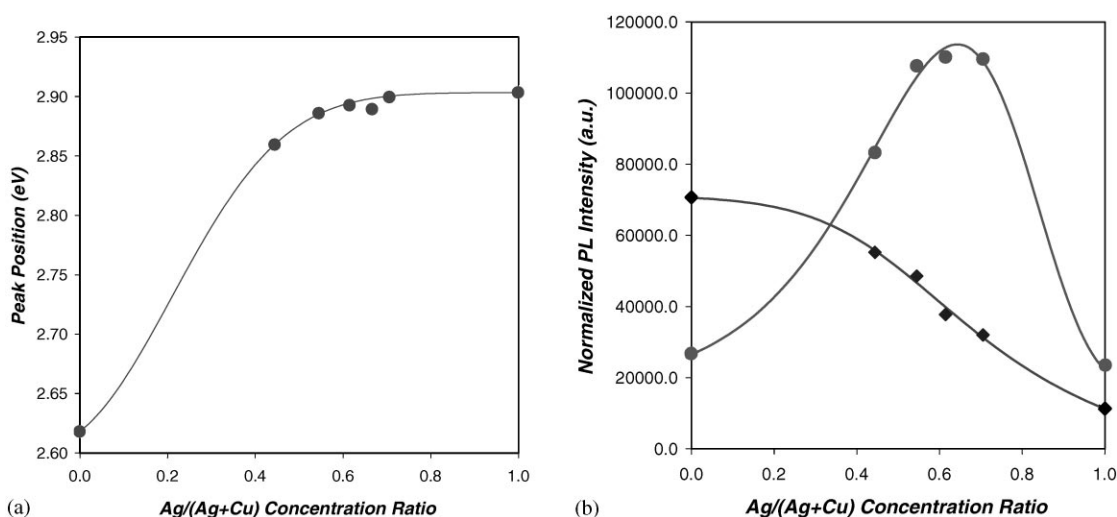 2.95
2.90
2.85
2.80
2.75
2.70
2.65
2.60
Peak Position (eV)
0.0 0.2 0.4 0.6 0.8 1.0
Ag/(Ag+Cu) Concentration Ratio
(a)
120000.0
100000.0
80000.0
60000.0
40000.0
20000.0
0.0
Normalized PL Intensity (a.u.)
0.0 0.2 0.4 0.6 0.8 1.0
Ag/(Ag+Cu) Concentration Ratio
(b)